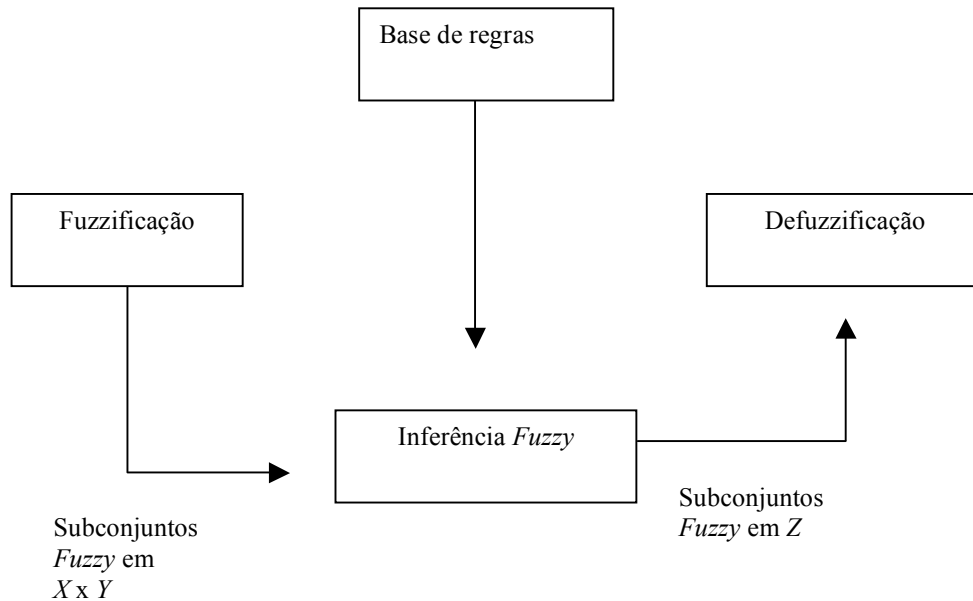 Base de regras
Fuzzificação
Defuzzificação
Inferência Fuzzy
Subconjuntos
Fuzzy em
X x Y
Subconjuntos
Fuzzy em Z